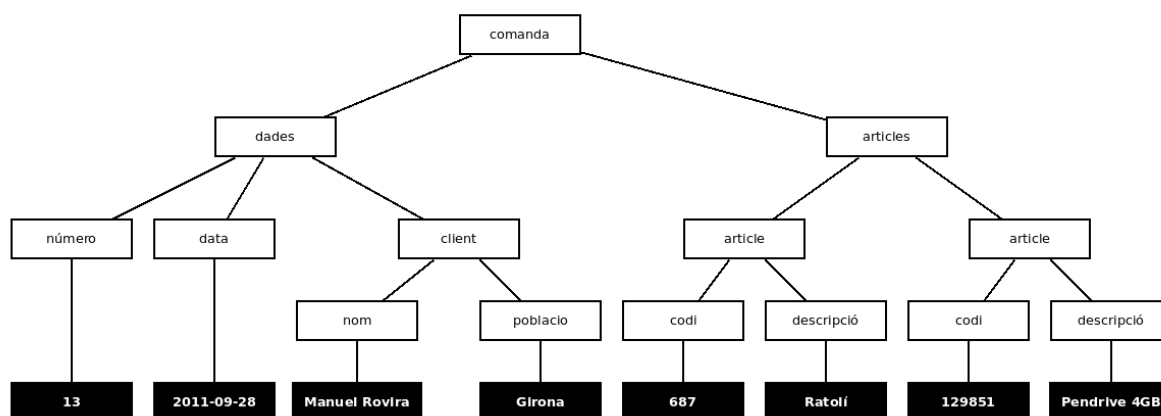 comanda
dades articles
número data client article article
nom poblacio codi descripció codi descripció
13 2011-09-28 Manuel Rovira Girona 687 Ratolí 129851 Pendrive 4GB